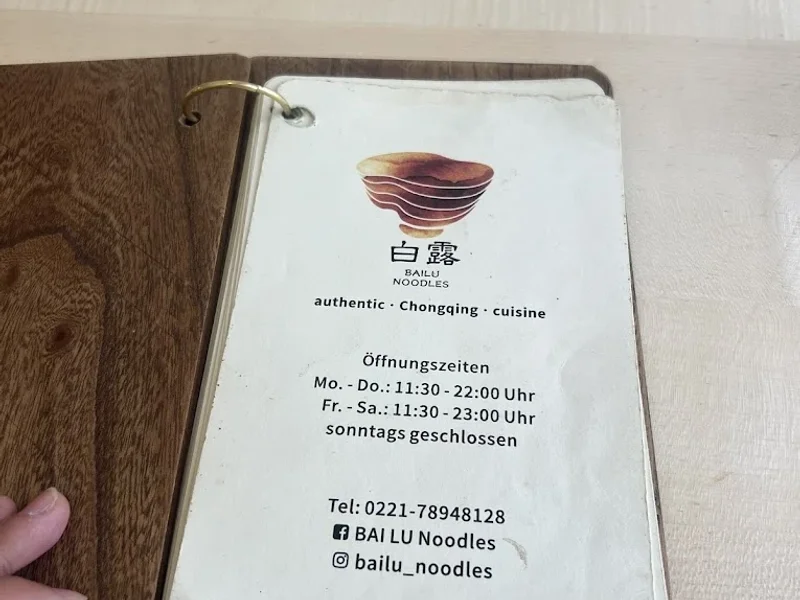 白露
BAILU
NOODLES
authentic · Chongqing · cuisine
Öffnungszeiten
Mo. - Do.: 11:30 - 22:00 Uhr
Fr. - Sa.: 11:30 - 23:00 Uhr
sonntags geschlossen
Tel: 0221-78948128
BAI LU Noodles
bailu_noodles